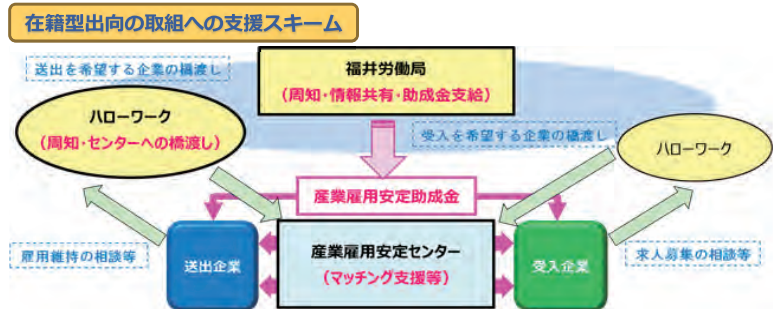 在籍型出向の取組への支援スキーム
送出を希望する企業の橋渡し
福井労働局
(周知・情報共有・助成金支給)
ハローワーク
(周知・センターへの橋渡し)
受入を希望する企業の橋渡し
ハローワーク
産業雇用安定助成金
雇用維持の相談等
送出企業
産業雇用安定センター
(マッチング支援等)
受入企業
求人募集の相談等